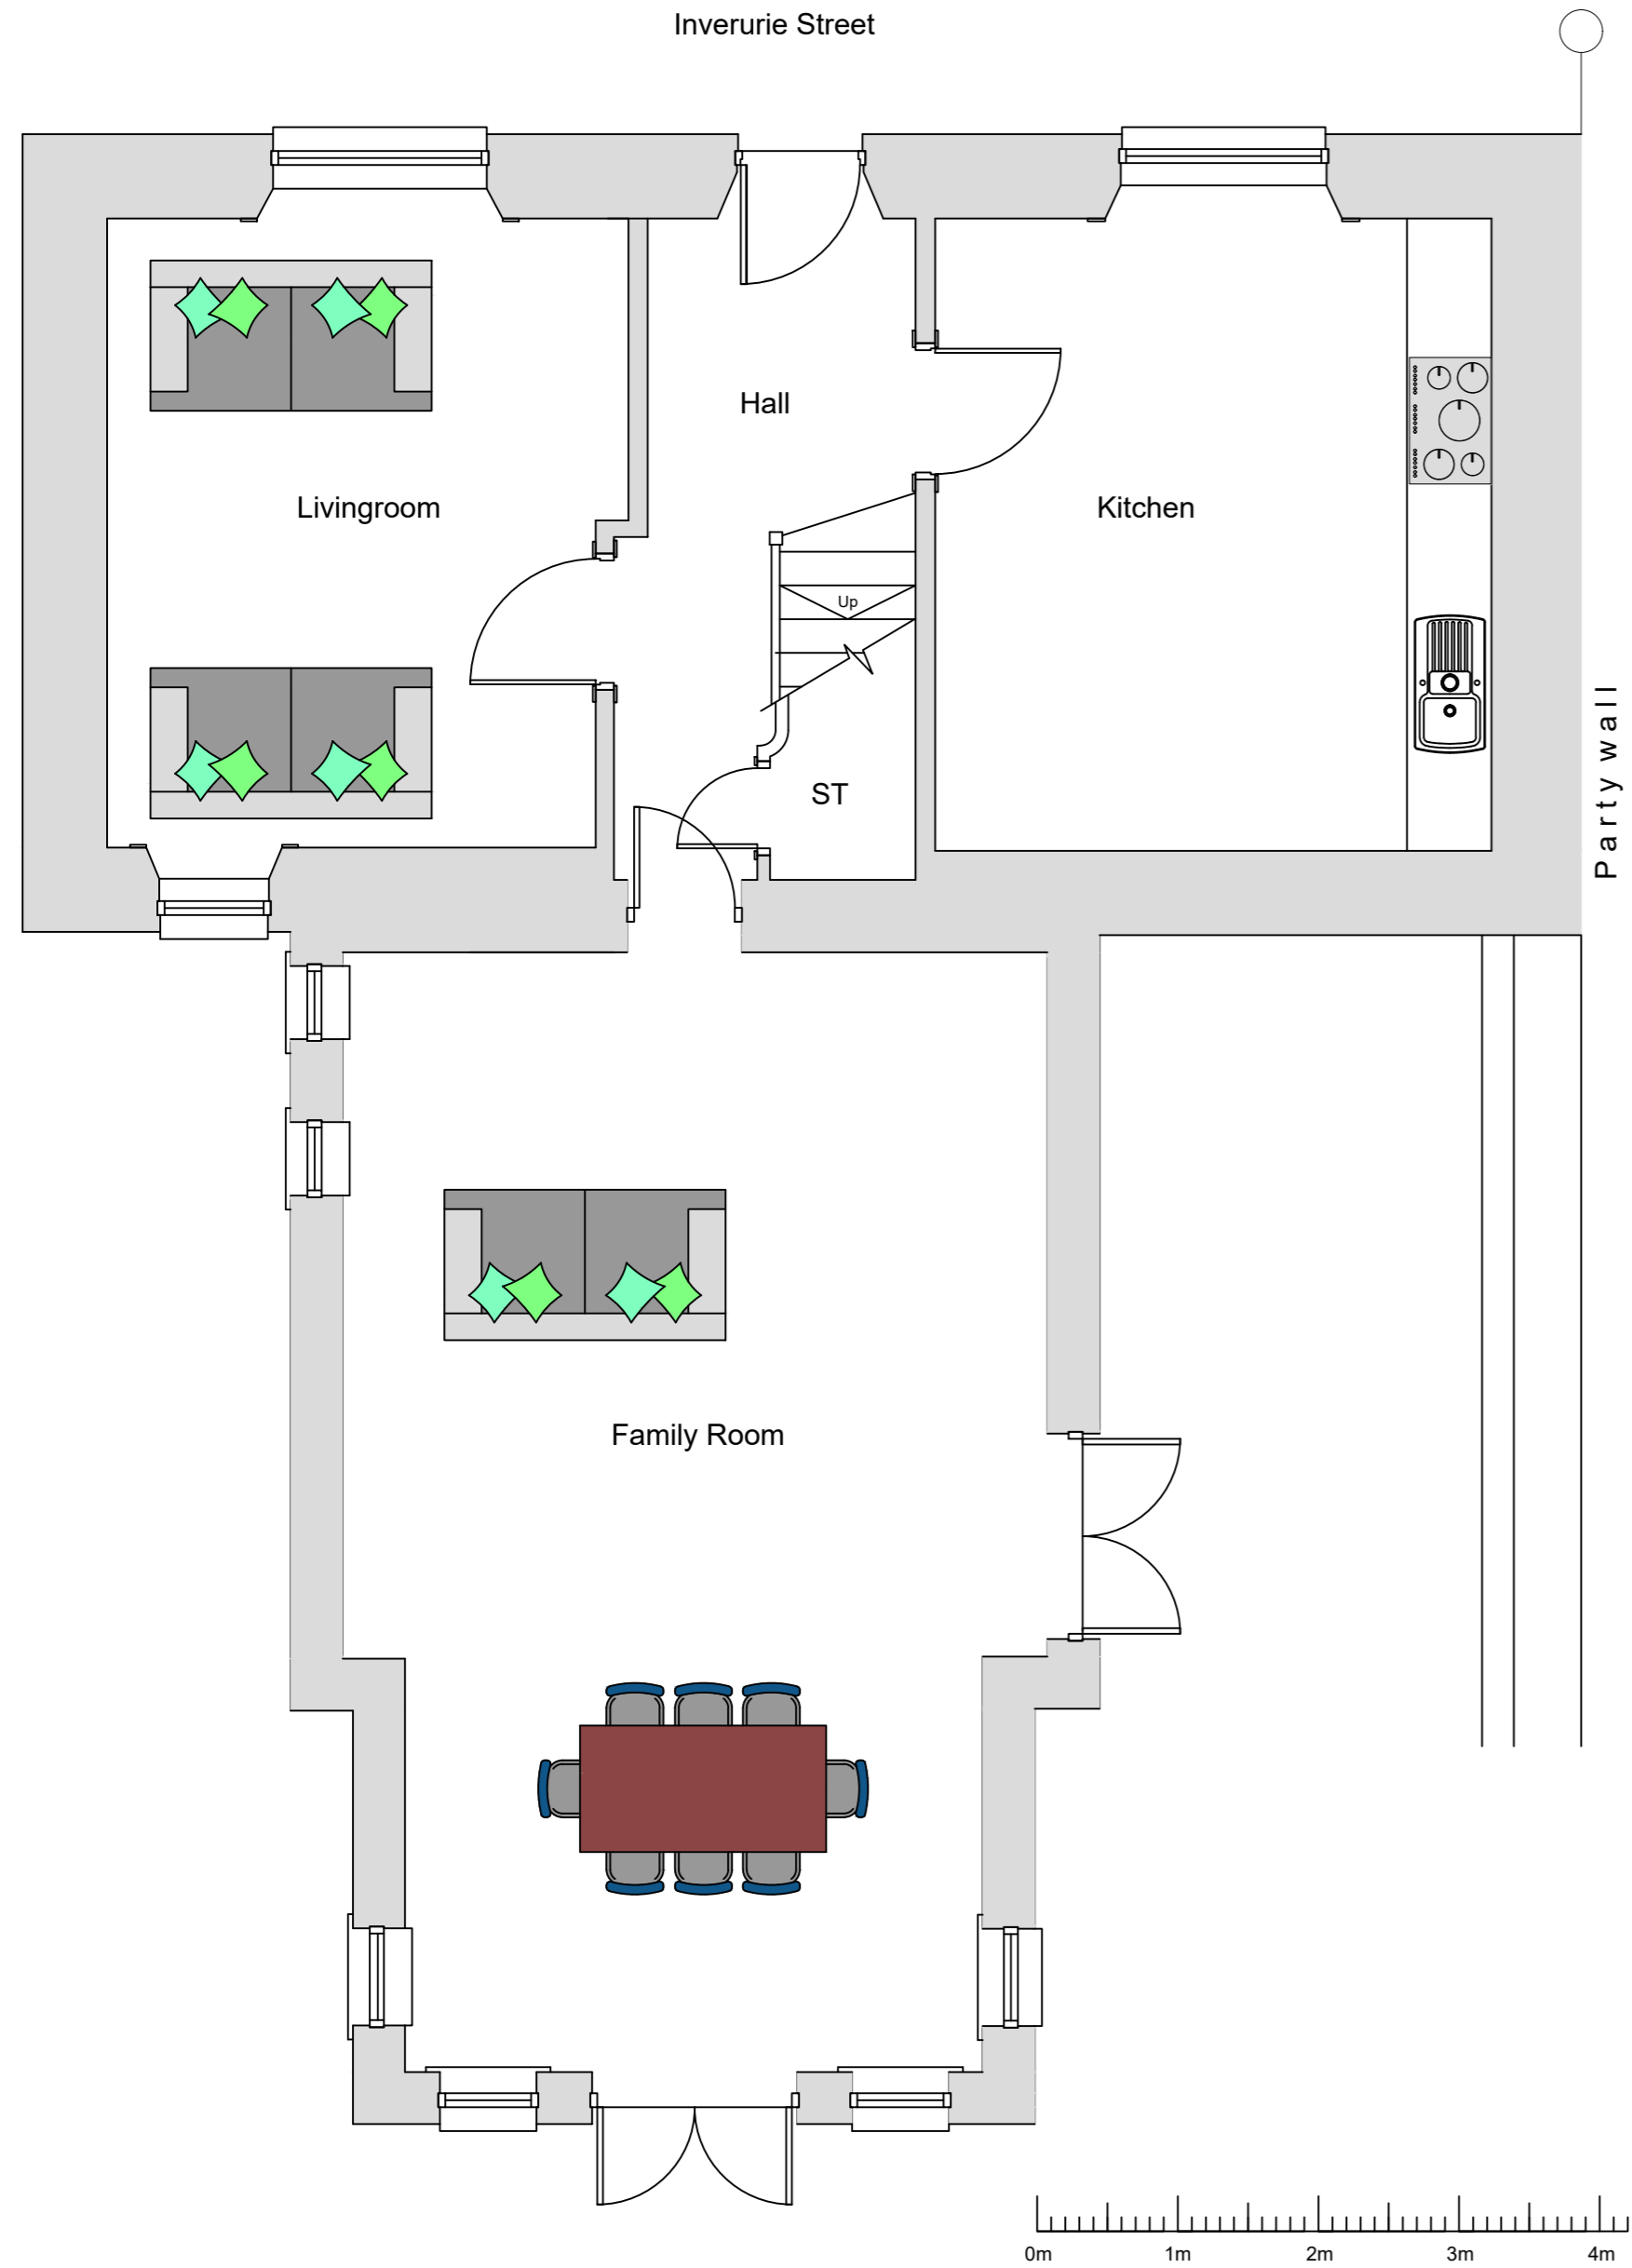 Inverurie Street
Hall
Livingroom
Kitchen
Up
Party wall
ST
Family Room
0m 1m 2m 3m 4m